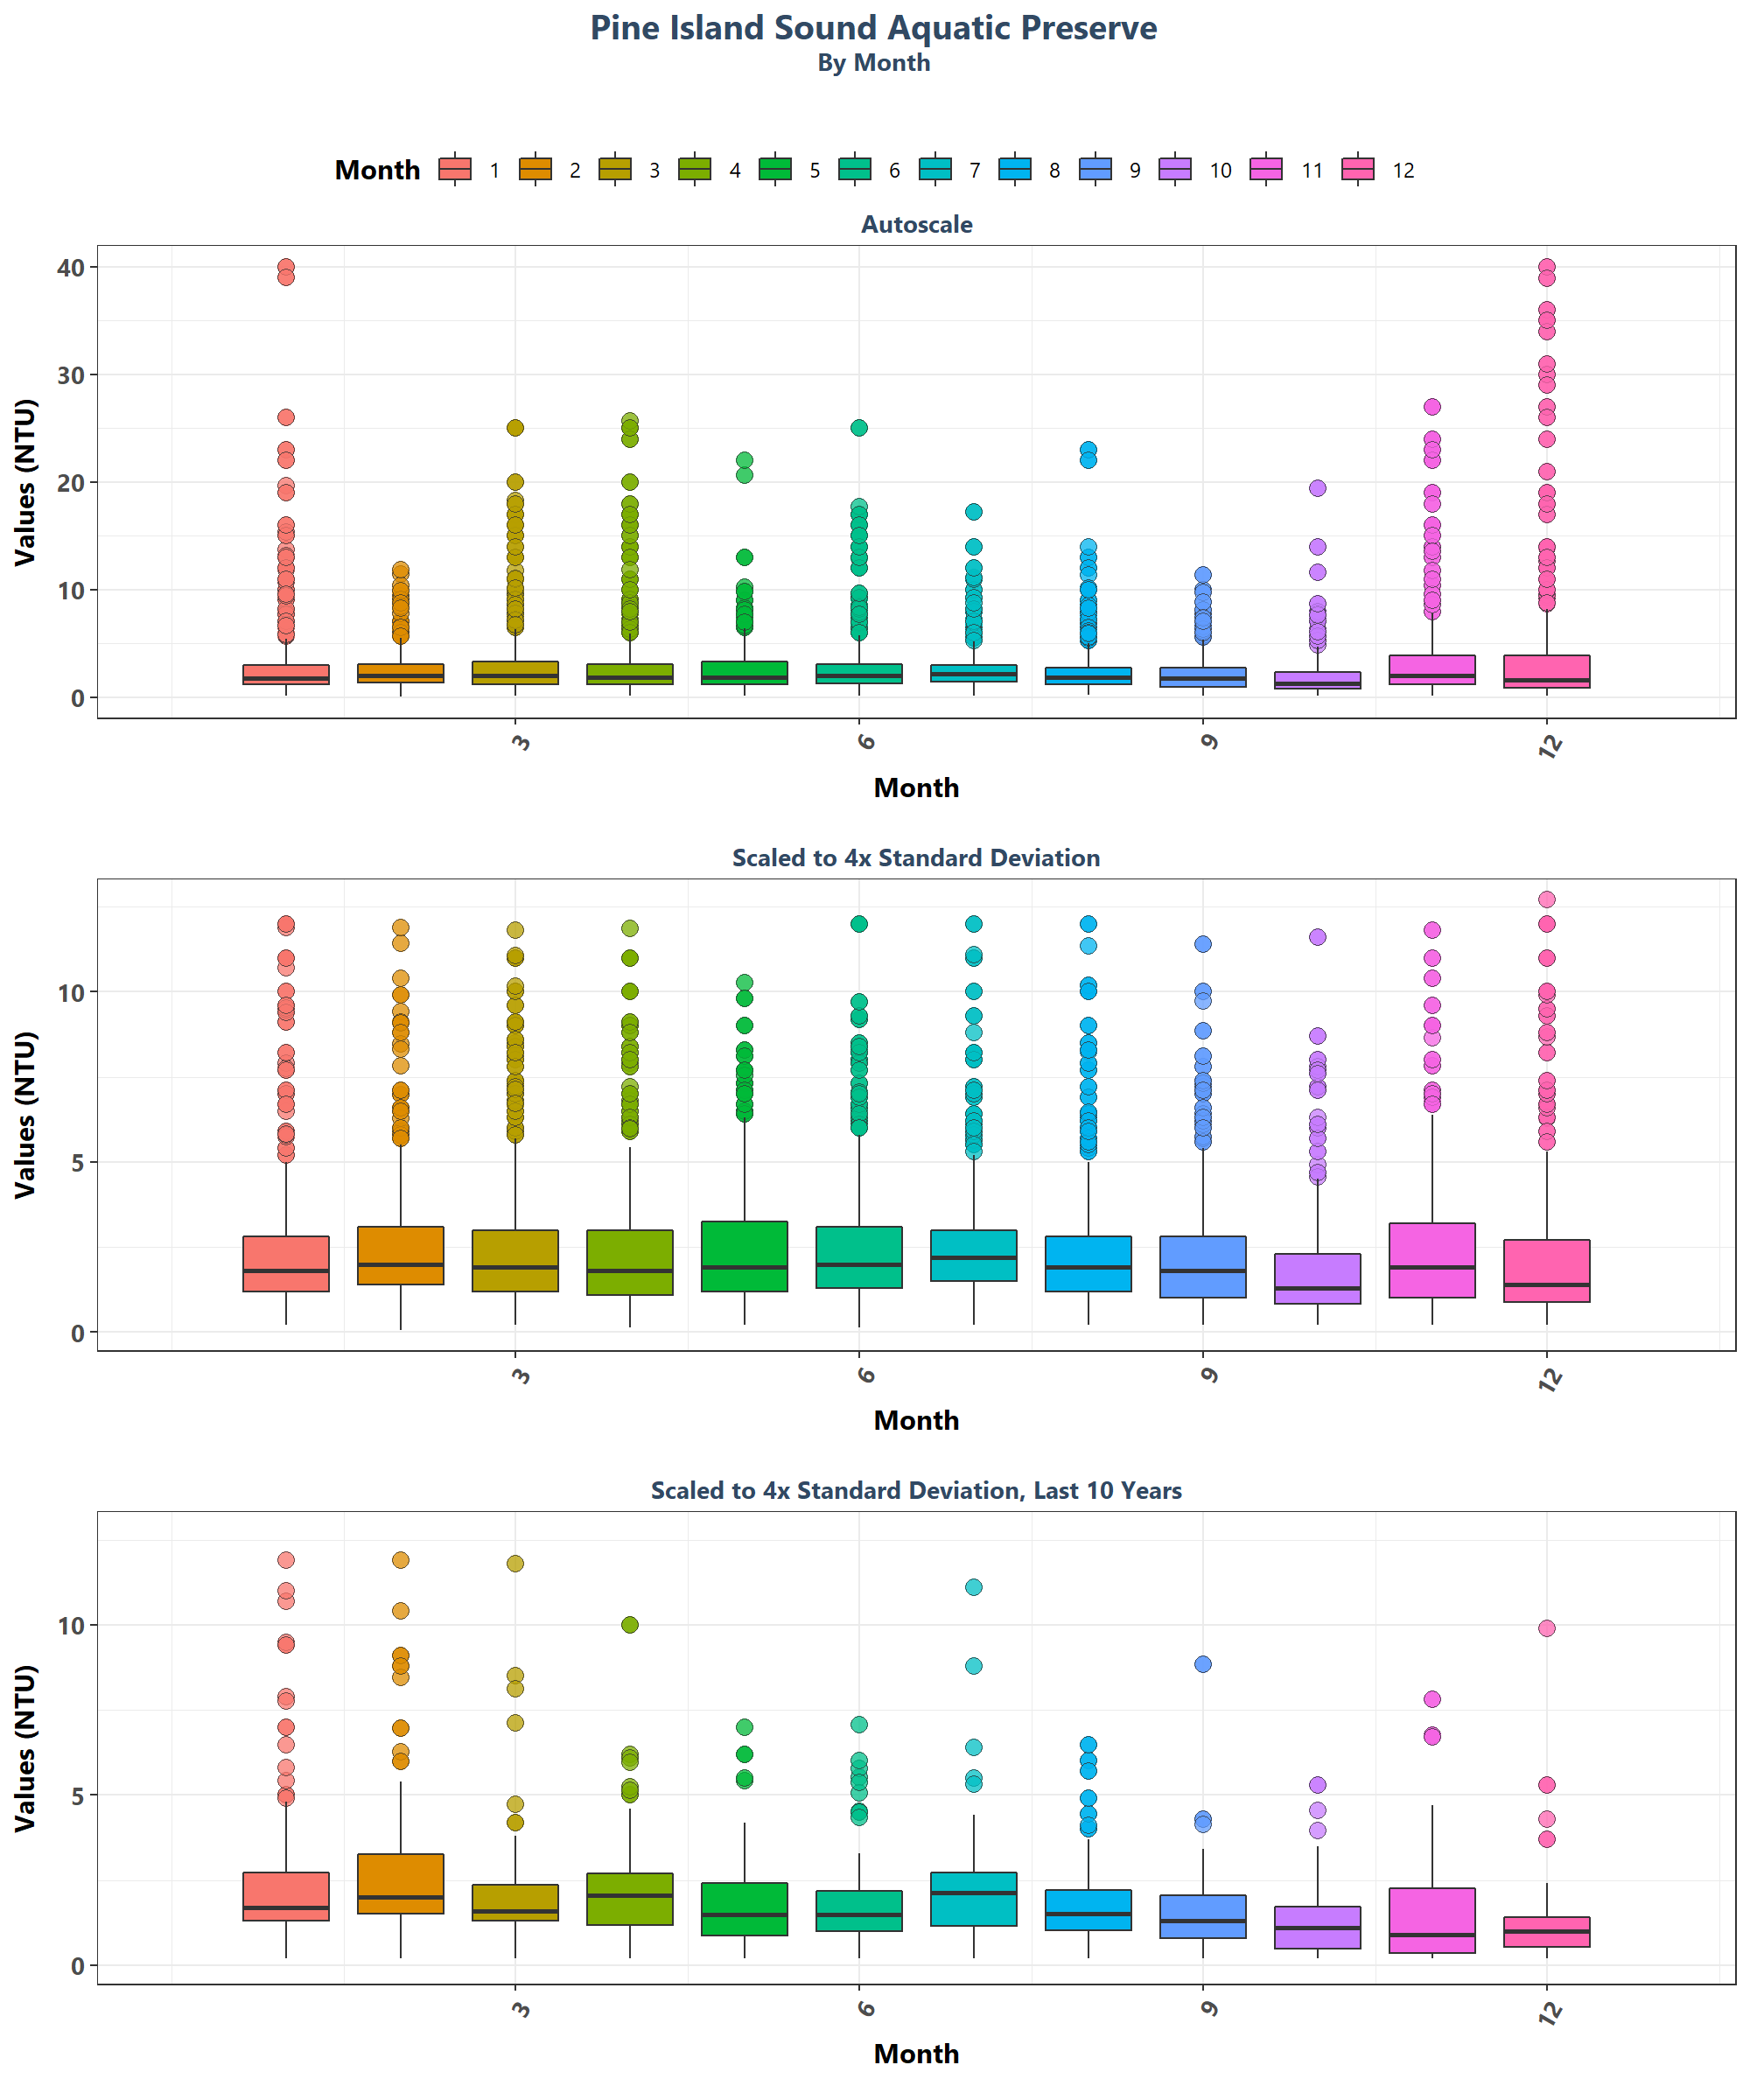 Pine Island Sound Aquatic Preserve
By Month
Month 1 2 3 4 5 6 7 8 9 10 11 12
Autoscale
Values (NTU)
40
30
20
10
0
3 6 9 12
Month
Scaled to 4x Standard Deviation
Values (NTU)
10
5
0
3 6 9 12
Month
Scaled to 4x Standard Deviation, Last 10 Years
Values (NTU)
10
5
0
3 6 9 12
Month